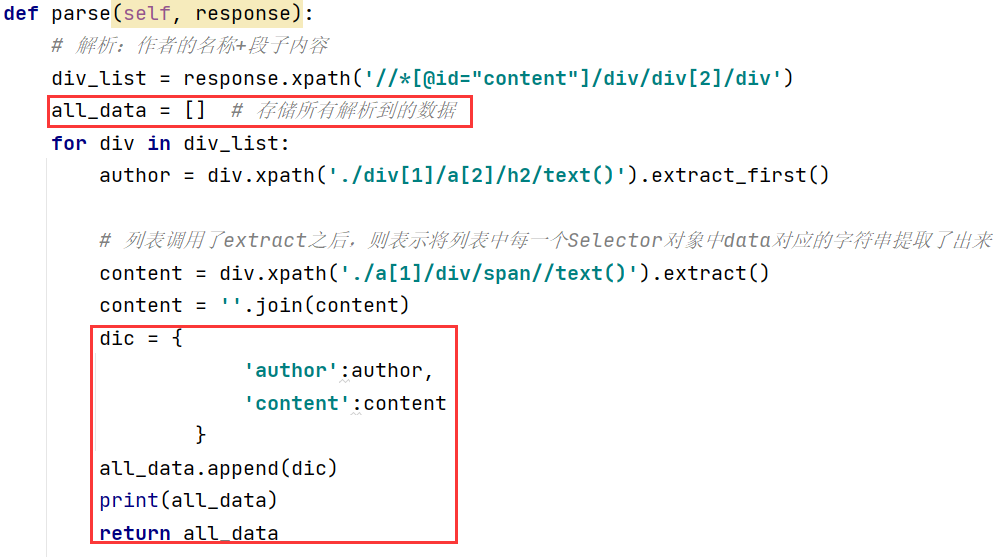 def parse(self, response):
    # 解析：作者的名称+段子内容
    div_list = response.xpath('//*[@id="content"]/div/div[2]/div')
    all_data = []  # 存储所有解析到的数据
    for div in div_list:
        author = div.xpath('./div[1]/a[2]/h2/text()').extract_first()
        # 列表调用了extract之后，则表示将列表中每一个Selector对象中data对应的字符串提取了出来
        content = div.xpath('./a[1]/div/span//text()').extract()
        content = ''.join(content)
        dic = {
                    'author':author,
                    'content':content
                }
        all_data.append(dic)
        print(all_data)
        return all_data